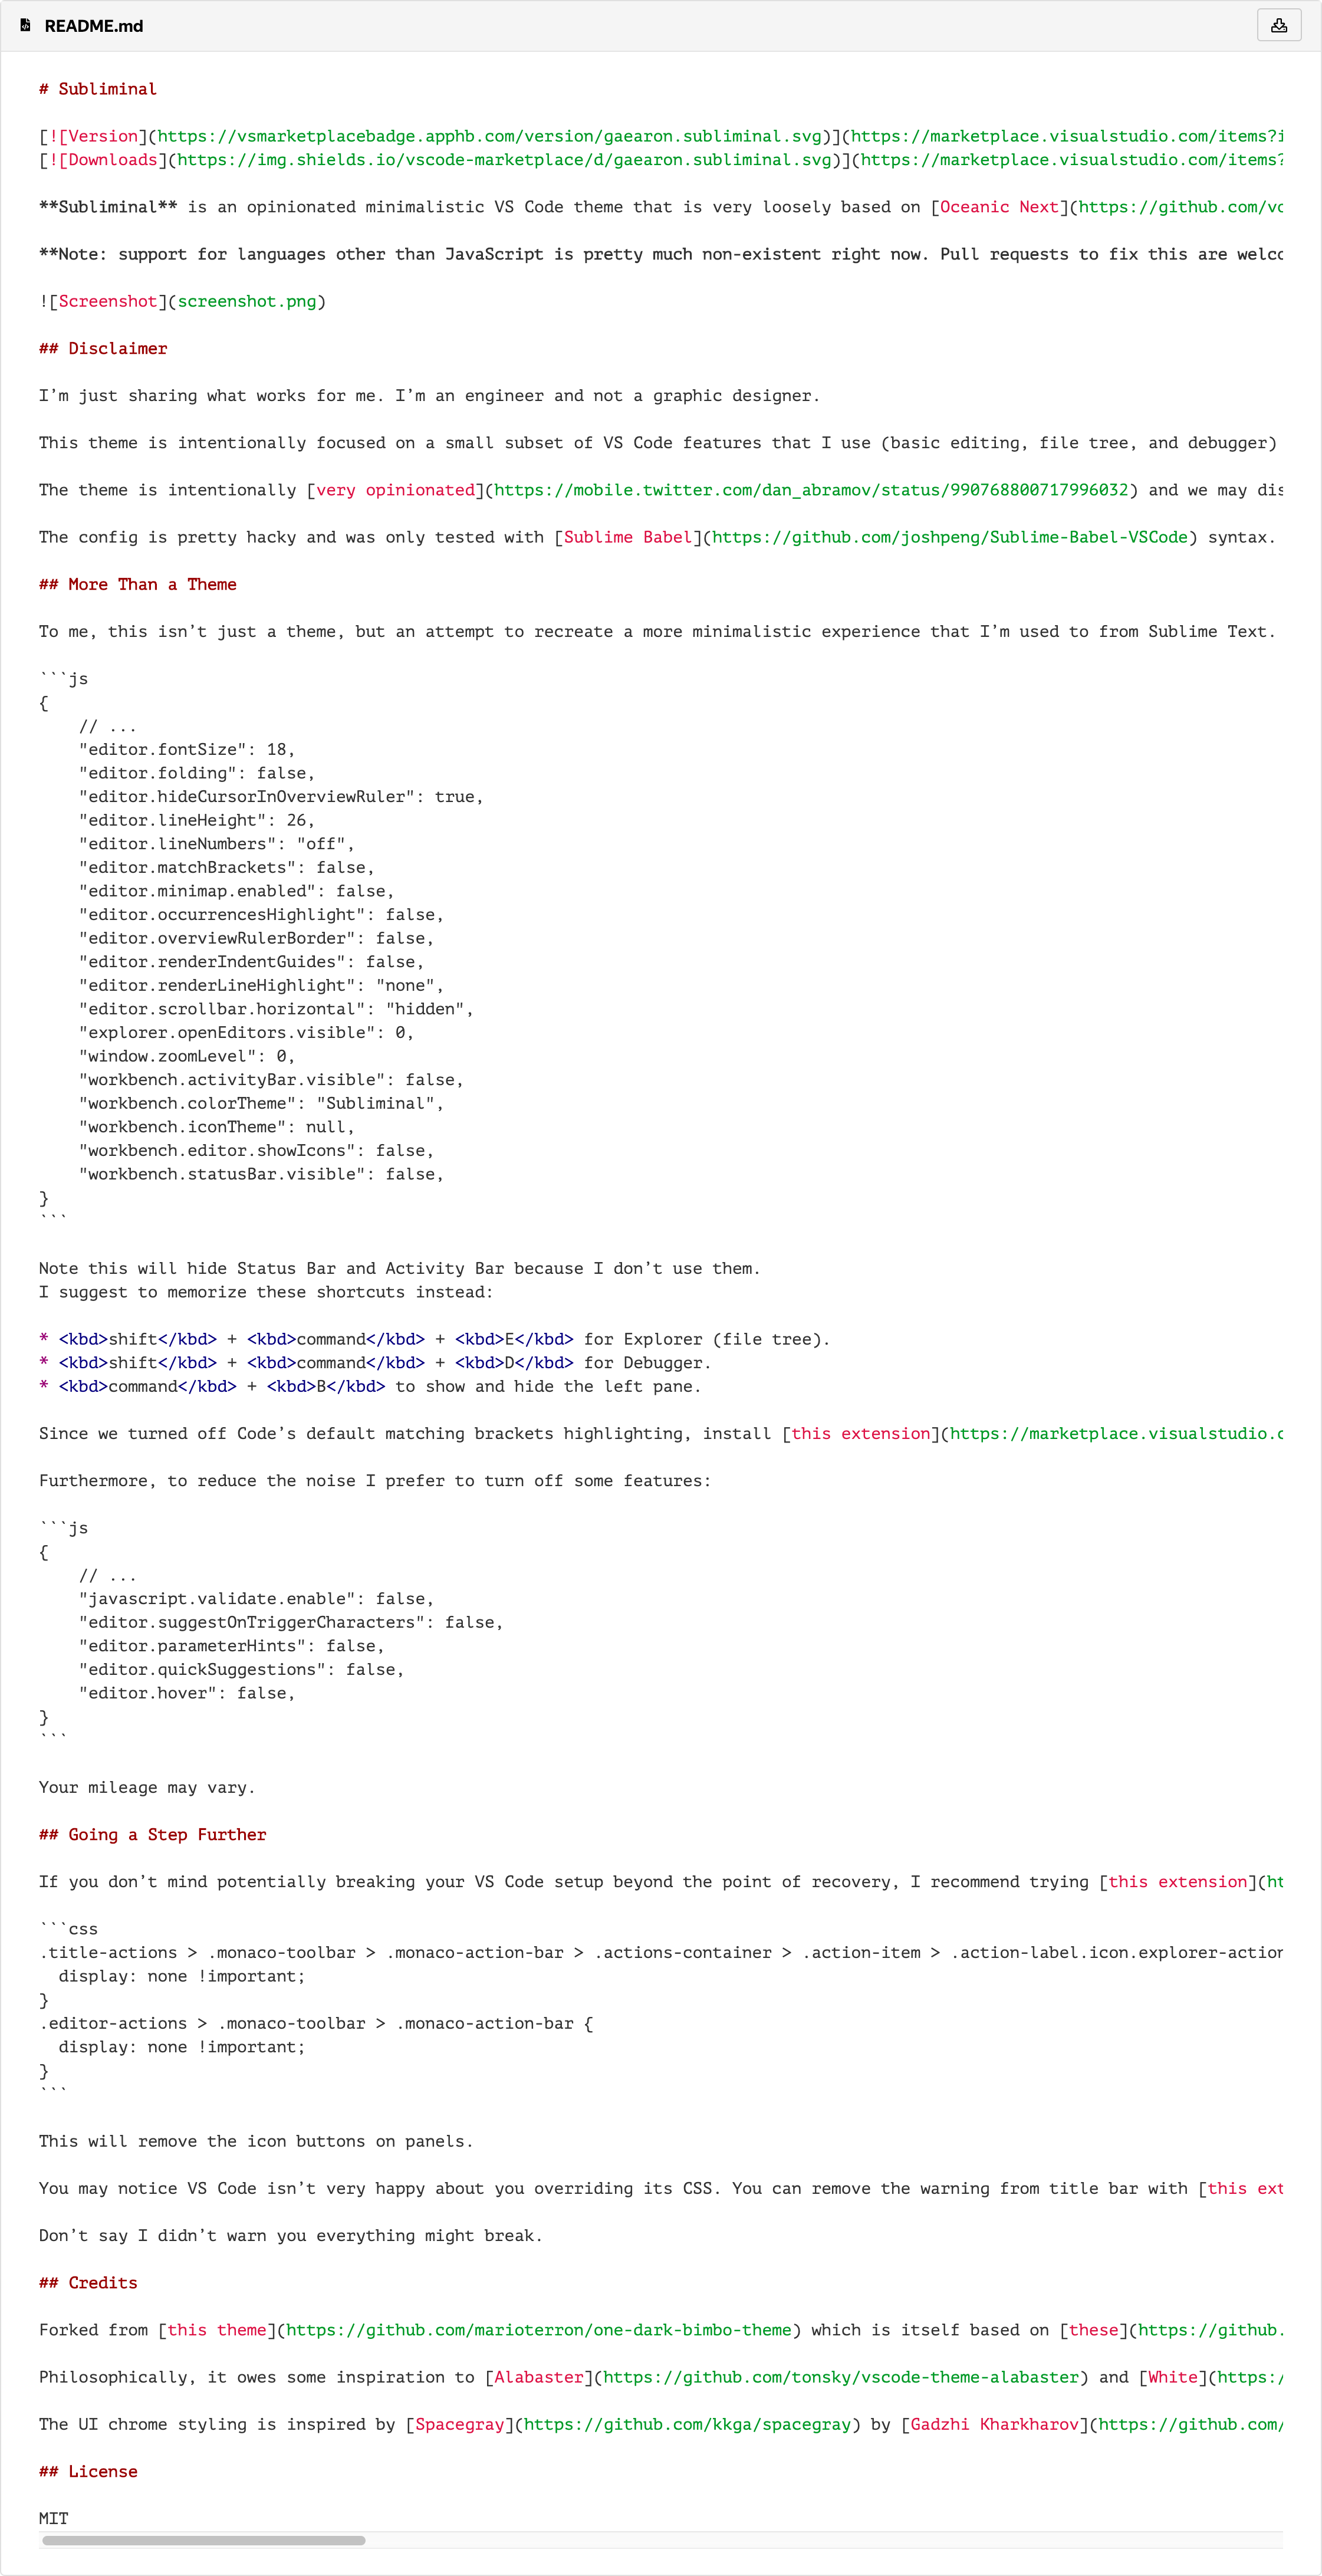 README.md
# Subliminal
[![Version](https://vsmarketplacebadge.apphb.com/version/gaearon.subliminal.svg)](https://marketplace.visualstudio.com/items?i
[![Downloads](https://img.shields.io/vscode-marketplace/d/gaearon.subliminal.svg)](https://marketplace.visualstudio.com/items?
**Subliminal** is an opinionated minimalistic VS Code theme that is very loosely based on [Oceanic Next](https://github.com/vo
**Note: support for languages other than JavaScript is pretty much non-existent right now. Pull requests to fix this are welco
![Screenshot](screenshot.png)
## Disclaimer
I’m just sharing what works for me. I’m an engineer and not a graphic designer.
This theme is intentionally focused on a small subset of VS Code features that I use (basic editing, file tree, and debugger)
The theme is intentionally [very opinionated](https://mobile.twitter.com/dan_abramov/status/990768800717996032) and we may dis
The config is pretty hacky and was only tested with [Sublime Babel](https://github.com/joshpeng/Sublime-Babel-VSCode) syntax.
## More Than a Theme
To me, this isn’t just a theme, but an attempt to recreate a more minimalistic experience that I’m used to from Sublime Text.
```js
{
    // ...
    "editor.fontSize": 18,
    "editor.folding": false,
    "editor.hideCursorInOverviewRuler": true,
    "editor.lineHeight": 26,
    "editor.lineNumbers": "off",
    "editor.matchBrackets": false,
    "editor.minimap.enabled": false,
    "editor.occurrencesHighlight": false,
    "editor.overviewRulerBorder": false,
    "editor.renderIndentGuides": false,
    "editor.renderLineHighlight": "none",
    "editor.scrollbar.horizontal": "hidden",
    "explorer.openEditors.visible": 0,
    "window.zoomLevel": 0,
    "workbench.activityBar.visible": false,
    "workbench.colorTheme": "Subliminal",
    "workbench.iconTheme": null,
    "workbench.editor.showIcons": false,
    "workbench.statusBar.visible": false,
}
```
Note this will hide Status Bar and Activity Bar because I don’t use them.
I suggest to memorize these shortcuts instead:
* <kbd>shift</kbd> + <kbd>command</kbd> + <kbd>E</kbd> for Explorer (file tree).
* <kbd>shift</kbd> + <kbd>command</kbd> + <kbd>D</kbd> for Debugger.
* <kbd>command</kbd> + <kbd>B</kbd> to show and hide the left pane.
Since we turned off Code’s default matching brackets highlighting, install [this extension](https://marketplace.visualstudio.c
Furthermore, to reduce the noise I prefer to turn off some features:
```js
{
    // ...
    "javascript.validate.enable": false,
    "editor.suggestOnTriggerCharacters": false,
    "editor.parameterHints": false,
    "editor.quickSuggestions": false,
    "editor.hover": false,
}
```
Your mileage may vary.
## Going a Step Further
If you don’t mind potentially breaking your VS Code setup beyond the point of recovery, I recommend trying [this extension](ht
```css
.title-actions > .monaco-toolbar > .monaco-action-bar > .actions-container > .action-item > .action-label.icon.explorer-action
  display: none !important;
}
.editor-actions > .monaco-toolbar > .monaco-action-bar {
  display: none !important;
}
```
This will remove the icon buttons on panels.
You may notice VS Code isn’t very happy about you overriding its CSS. You can remove the warning from title bar with [this ext
Don’t say I didn’t warn you everything might break.
## Credits
Forked from [this theme](https://github.com/marioterron/one-dark-bimbo-theme) which is itself based on [these](https://github.
Philosophically, it owes some inspiration to [Alabaster](https://github.com/tonsky/vscode-theme-alabaster) and [White](https:/
The UI chrome styling is inspired by [Spacegray](https://github.com/kkga/spacegray) by [Gadzhi Kharkharov](https://github.com/
## License
MIT